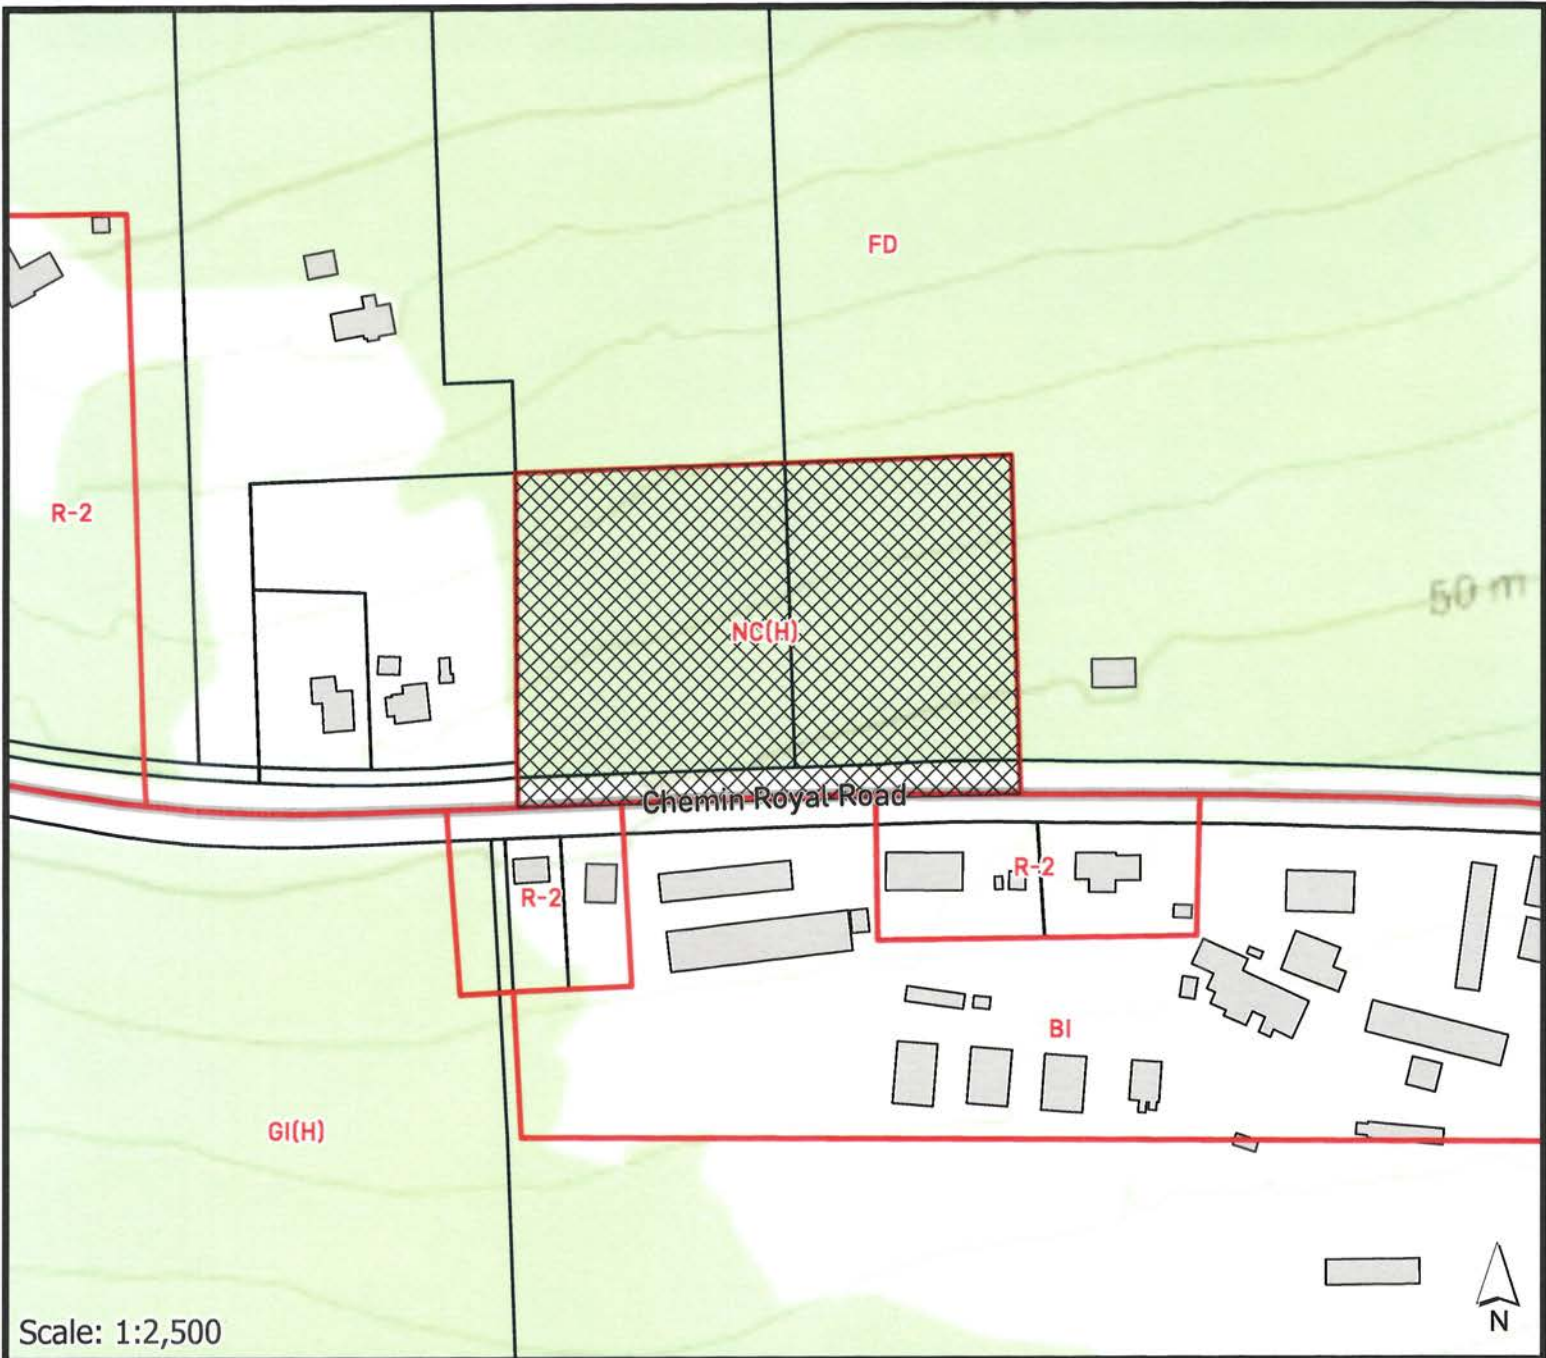 FD
R-2
50 m
NC(H)
Chemin Royal Road
R-2
R-2
BI
GI(H)
Scale: 1:2,500
N